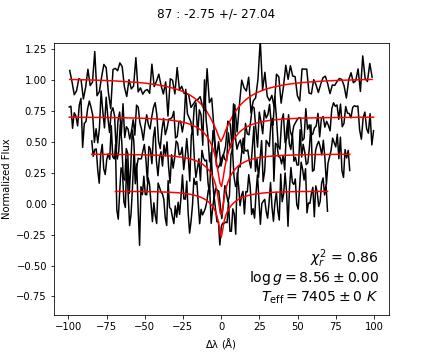 87 : -2.75 +/- 27.04
Normalized Flux
1.25
1.00
0.75
0.50
0.25
0.00
−0.25
−0.50
−0.75
χ²ᵣ = 0.86
log g = 8.56 ± 0.00
T_eff = 7405 ± 0 K
−100 −75 −50 −25 0 25 50 75 100
Δλ (Å)